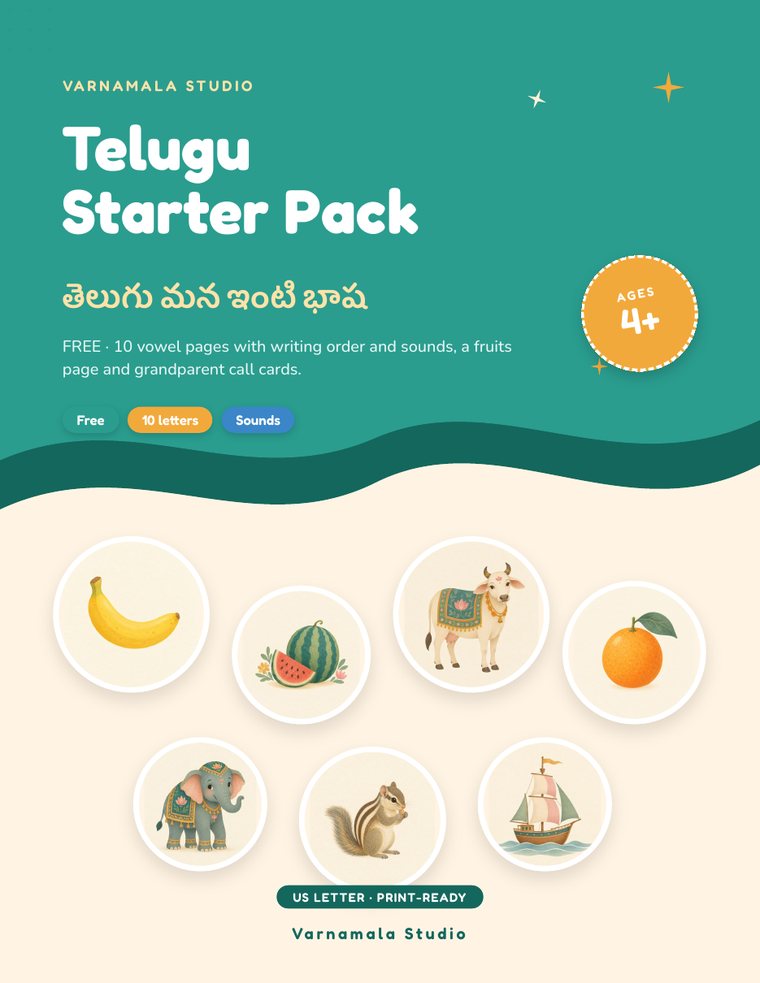 VARNAMALA STUDIO
Telugu
Starter Pack
తెలుగు మన ఇంటి భాష
AGES
4+
FREE · 10 vowel pages with writing order and sounds, a fruits
page and grandparent call cards.
Free
10 letters
Sounds
US LETTER · PRINT-READY
Varnamala Studio